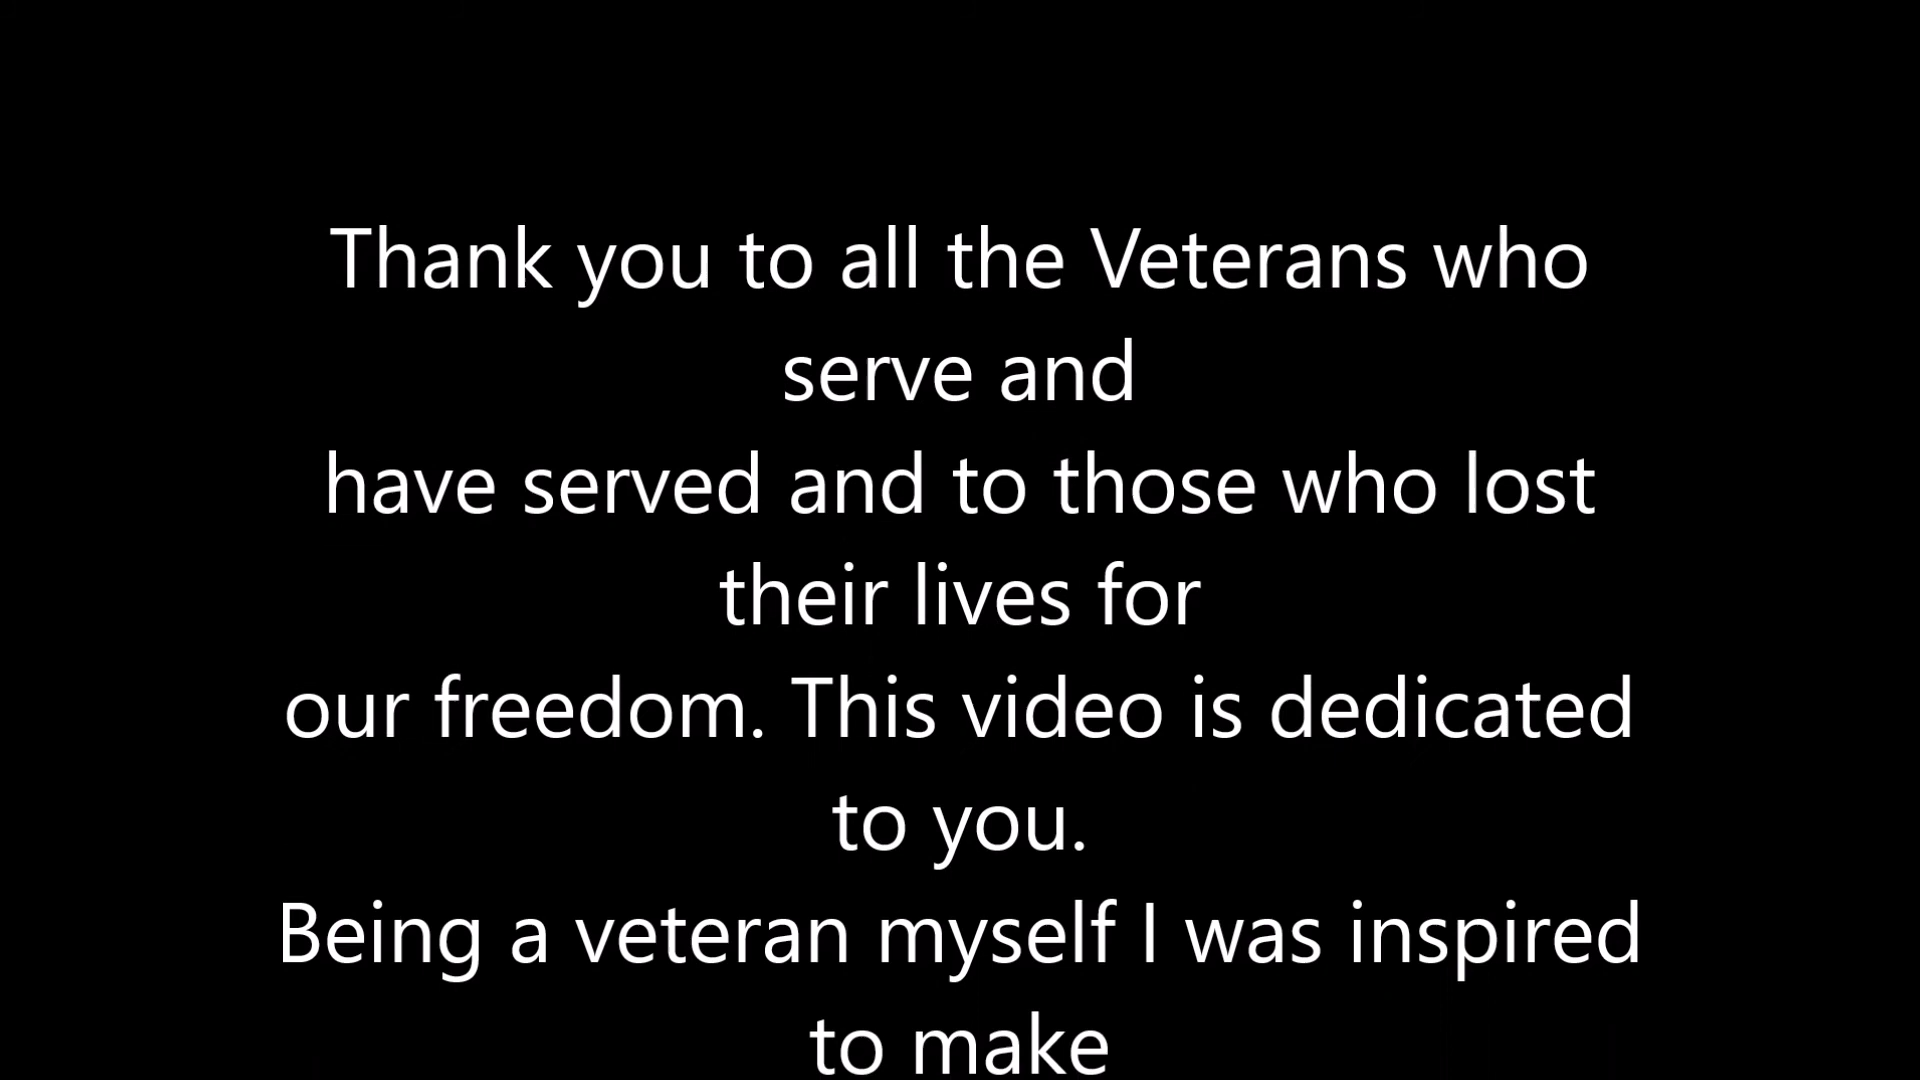 Thank you to all the Veterans who
serve and
have served and to those who lost
their lives for
our freedom. This video is dedicated
to you.
Being a veteran myself I was inspired
to make